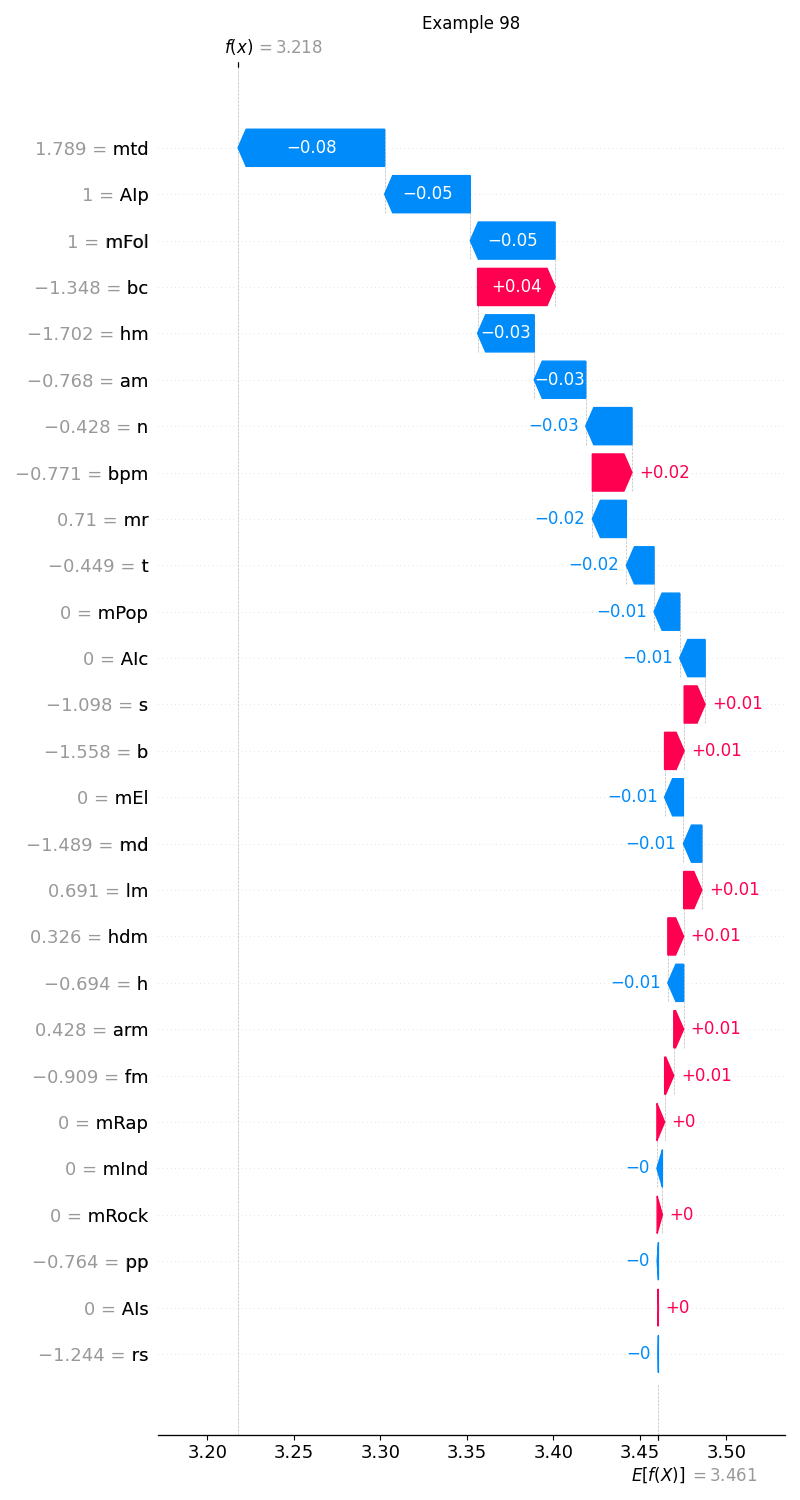 Example 98
f(x) = 3.218
1.789 = mtd −0.08
1 = AIp −0.05
1 = mFol −0.05
−1.348 = bc +0.04
−1.702 = hm −0.03
−0.768 = am −0.03
−0.428 = n −0.03
−0.771 = bpm +0.02
0.71 = mr −0.02
−0.449 = t −0.02
0 = mPop −0.01
0 = AIc −0.01
−1.098 = s +0.01
−1.558 = b +0.01
0 = mEl −0.01
−1.489 = md −0.01
0.691 = lm +0.01
0.326 = hdm +0.01
−0.694 = h −0.01
0.428 = arm +0.01
−0.909 = fm +0.01
0 = mRap +0
0 = mInd −0
0 = mRock +0
−0.764 = pp −0
0 = AIs +0
−1.244 = rs −0
3.20 3.25 3.30 3.35 3.40 3.45 3.50
E[f(X)] = 3.461